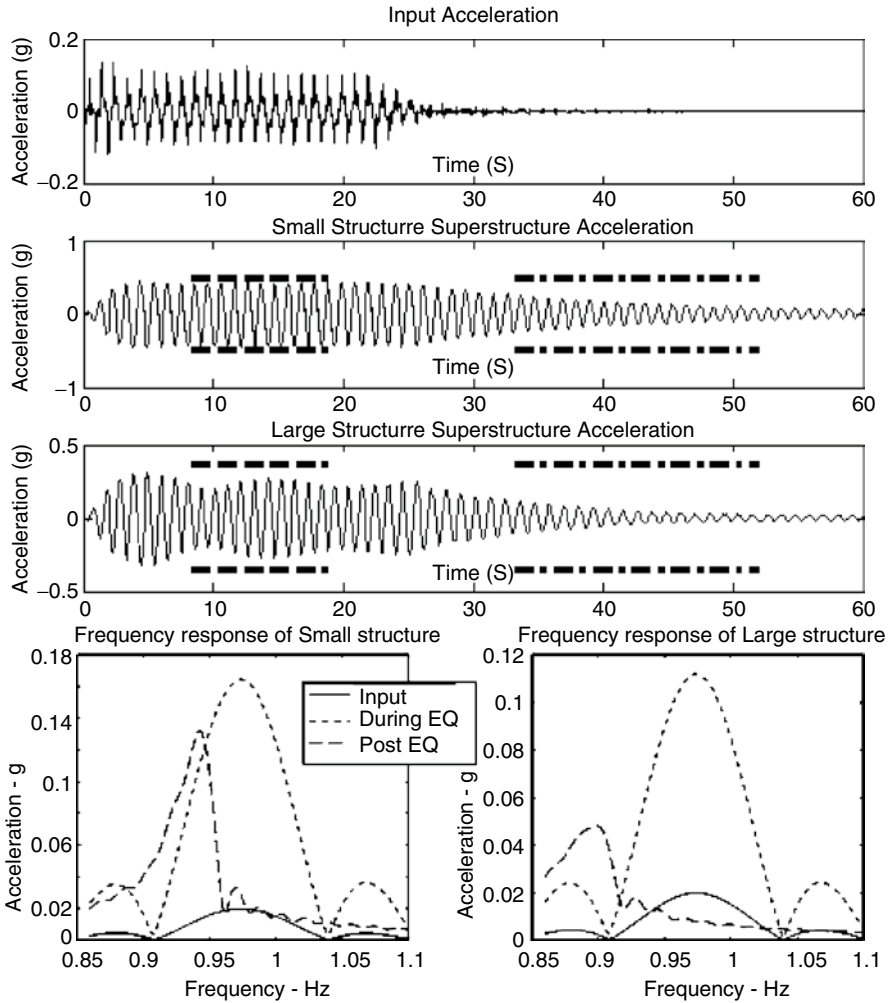 Input Acceleration
0.2
0
−0.2
Acceleration (g)
Time (S)
0 10 20 30 40 50 60
Small Structurre Superstructure Acceleration
1
0
−1
Acceleration (g)
Time (S)
0 10 20 30 40 50 60
Large Structurre Superstructure Acceleration
0.5
0
−0.5
Acceleration (g)
Time (S)
0 10 20 30 40 50 60
Frequency response of Small structure
0.18
0.16
0.1
0.06
0.02
0
Acceleration - g
Input
During EQ
Post EQ
0.85 0.9 0.95 1 1.05 1.1
Frequency - Hz
Frequency response of Large structure
0.12
0.1
0.08
0.06
0.04
0.02
0
Acceleration - g
0.85 0.9 0.95 1 1.05 1.1
Frequency - Hz